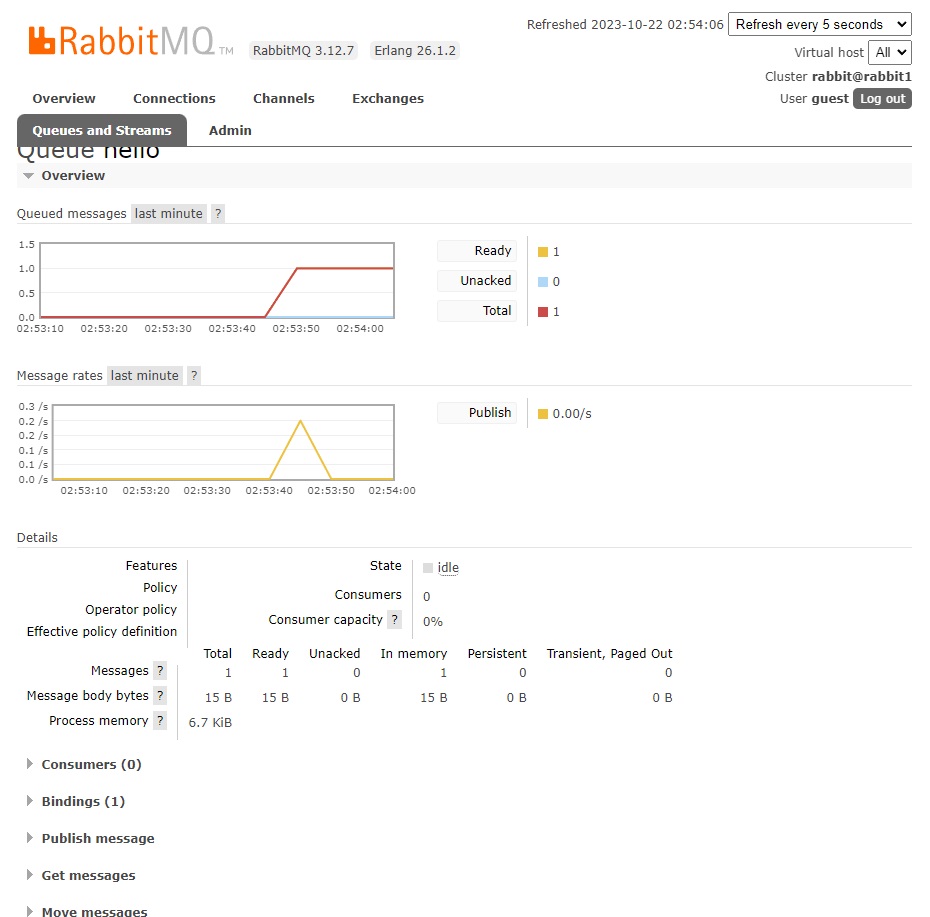 Refreshed 2023-10-22 02:54:06 Refresh every 5 seconds
RabbitMQ TM RabbitMQ 3.12.7 Erlang 26.1.2
Virtual host All
Cluster rabbit@rabbit1
User guest Log out
Overview Connections Channels Exchanges
Queues and Streams Admin
Queue hello
Overview
Queued messages last minute ?
1.5
1.0
0.5
0.0
02:53:10 02:53:20 02:53:30 02:53:40 02:53:50 02:54:00
Ready 1
Unacked 0
Total 1
Message rates last minute ?
0.3 /s
0.2 /s
0.2 /s
0.1 /s
0.1 /s
0.0 /s
02:53:10 02:53:20 02:53:30 02:53:40 02:53:50 02:54:00
Publish 0.00/s
Details
Features
Policy
Operator policy
Effective policy definition
State idle
Consumers 0
Consumer capacity ? 0%
Total Ready Unacked In memory Persistent Transient, Paged Out
Messages ? 1 1 0 1 0 0
Message body bytes ? 15 B 15 B 0 B 15 B 0 B 0 B
Process memory ? 6.7 KiB
Consumers (0)
Bindings (1)
Publish message
Get messages
Move messages